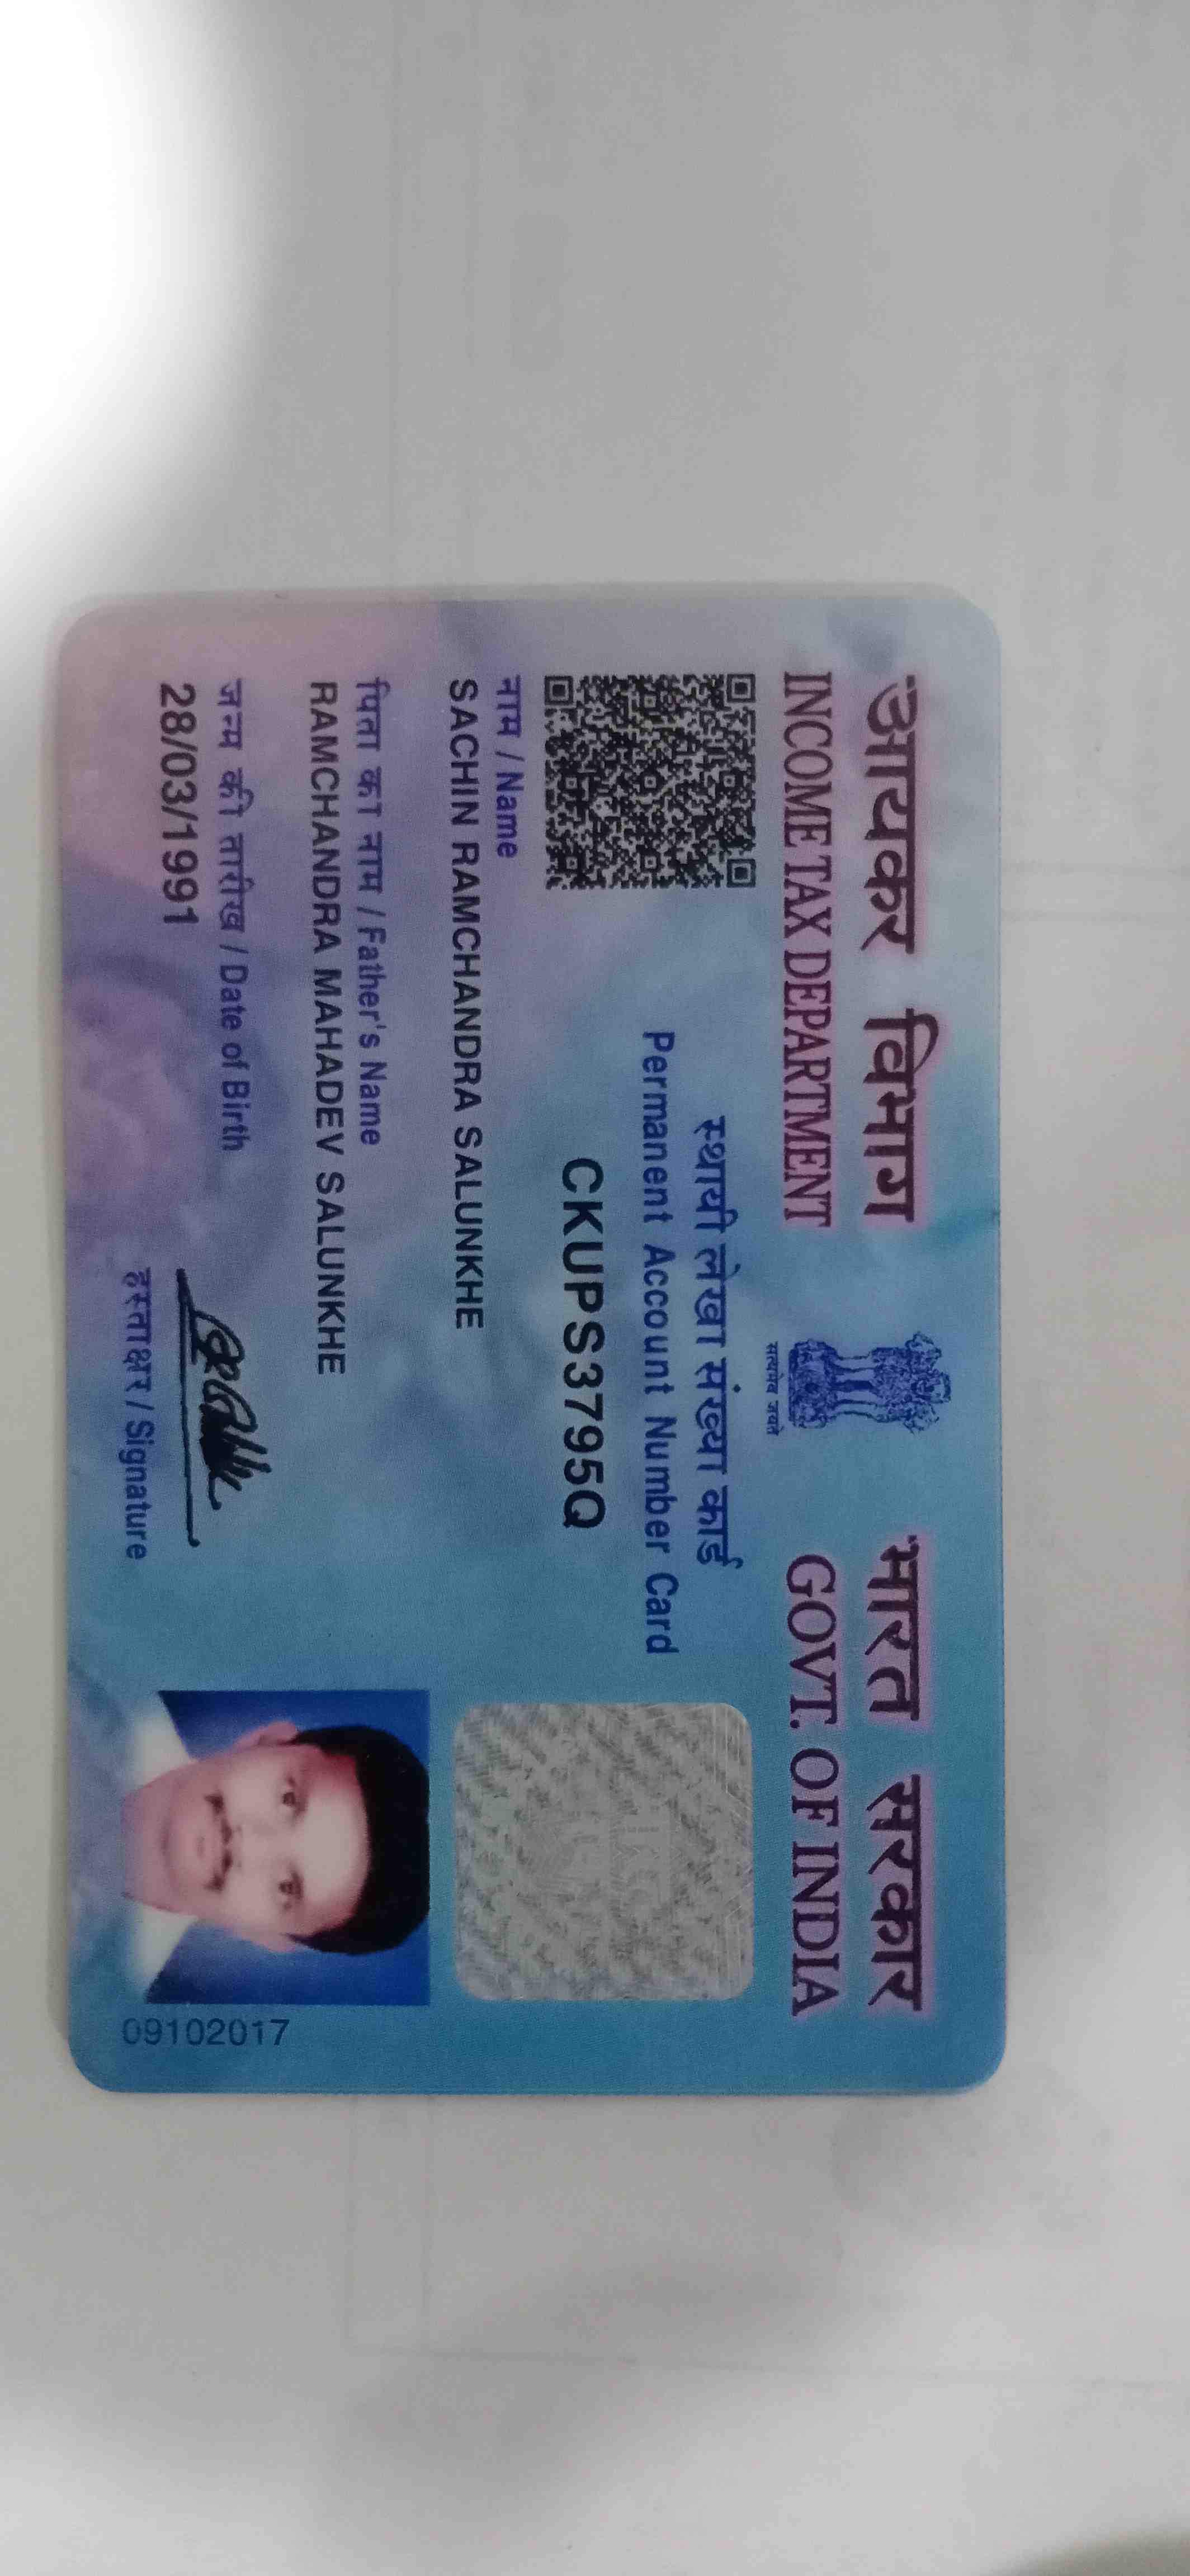 आयकर विभाग
INCOME TAX DEPARTMENT
सत्यमेव जयते
भारत सरकार
GOVT. OF INDIA
स्थायी लेखा संख्या कार्ड
Permanent Account Number Card
CKUPS3795Q
नाम / Name
SACHIN RAMCHANDRA SALUNKHE
पिता का नाम / Father's Name
RAMCHANDRA MAHADEV SALUNKHE
जन्म की तारीख / Date of Birth
28/03/1991
हस्ताक्षर / Signature
09102017